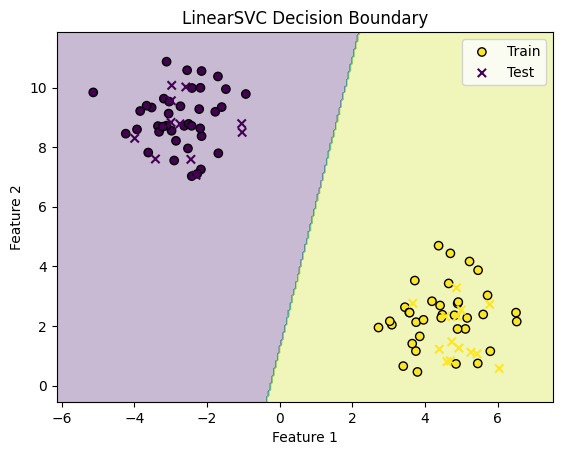 LinearSVC Decision Boundary
Train
Test
Feature 2
10
8
6
4
2
0
−6
−4
−2
0
2
4
6
Feature 1